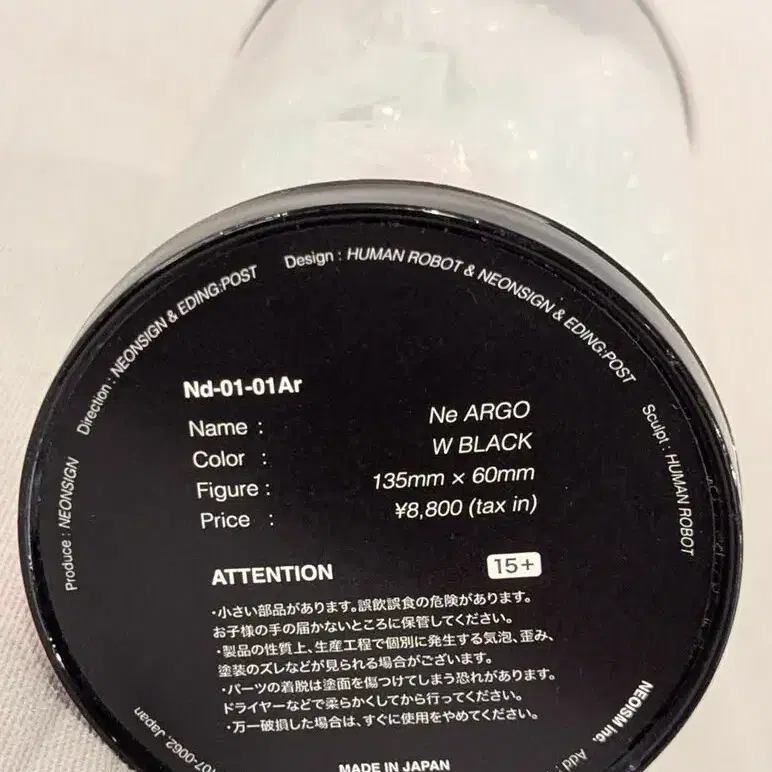 Produce : NEONSIGN
Direction : NEONSIGN & EDING:POST
Design : HUMAN ROBOT & NEONSIGN & EDING:POST
Sculpt : HUMAN ROBOT
Nd-01-01Ar
Name : Ne ARGO
Color : W BLACK
Figure : 135mm × 60mm
Price : ¥8,800 (tax in)
ATTENTION 15+
・小さい部品があります。誤飲誤食の危険があります。
お子様の手の届かないところに保管してください。
・製品の性質上、生産工程で個別に発生する気泡、歪み、
塗装のズレなどが見られる場合がございます。
・パーツの着脱は塗面を傷つけてしまう恐れがあります。
ドライヤーなどで柔らかくしてから行ってください。
・万一破損した場合は、すぐに使用をやめてください。
MADE IN JAPAN
NEOISM Inc. Add
107-0062, Japan